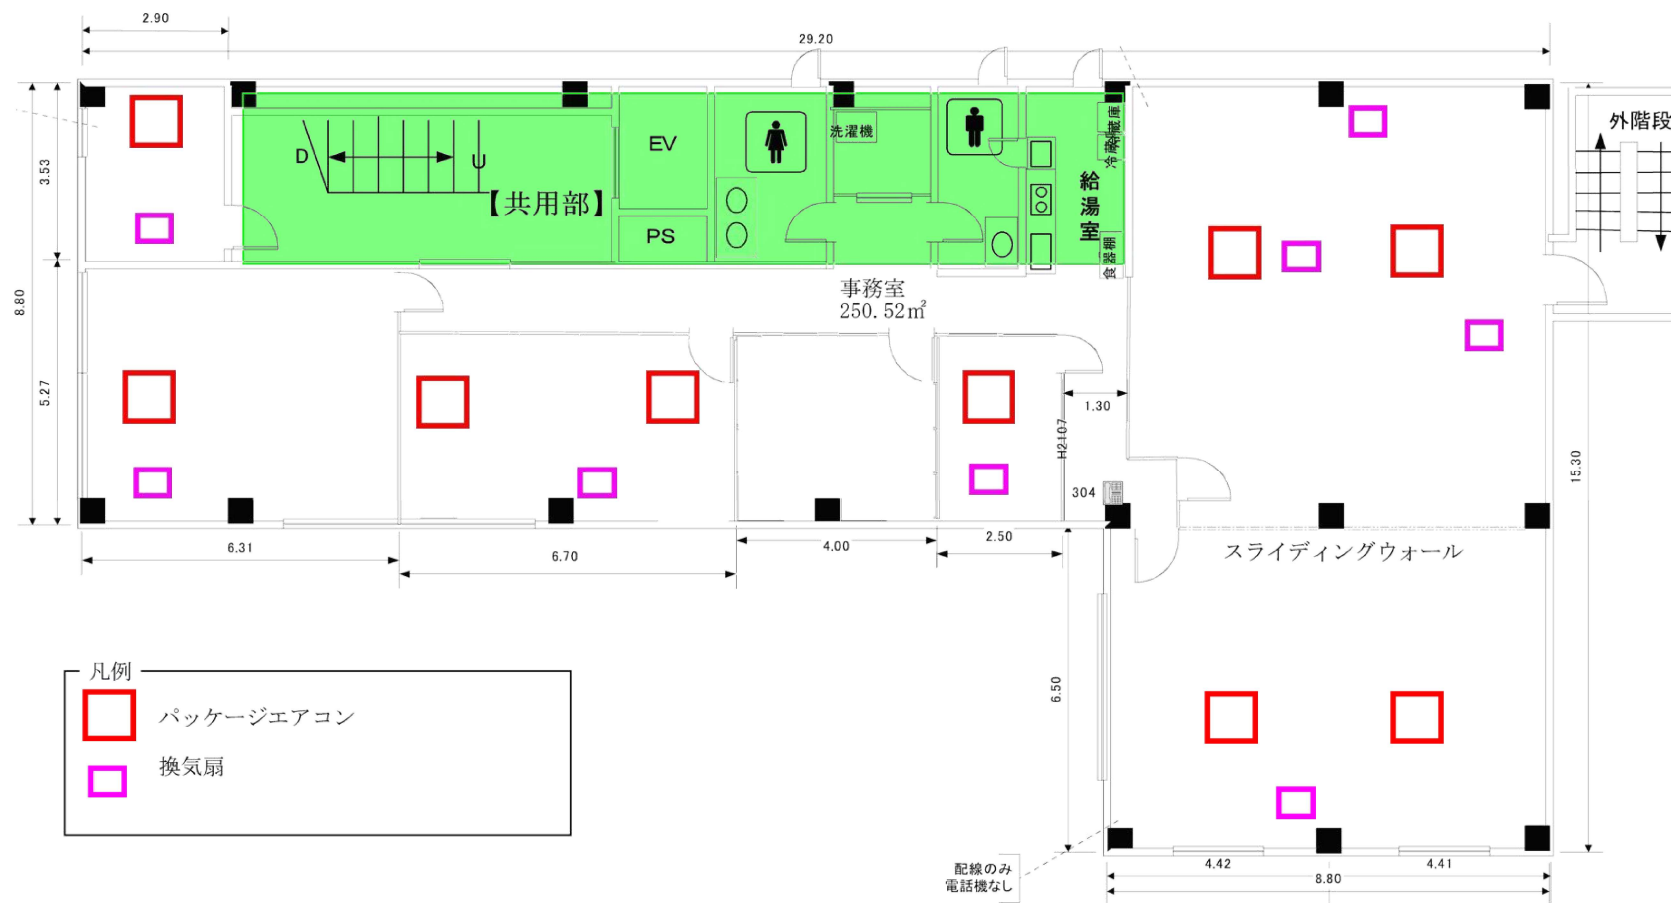 2.90
29.20
外階段
冷蔵庫
洗濯機
EV
D
U
3.53
【共用部】
給湯室
PS
食器棚
事務室
250.52㎡
8.80
5.27
1.30
H2107
304
15.30
6.31
6.70
4.00
2.50
スライディングウォール
凡例
パッケージエアコン
換気扇
6.50
配線のみ
電話機なし
4.42
4.41
8.80